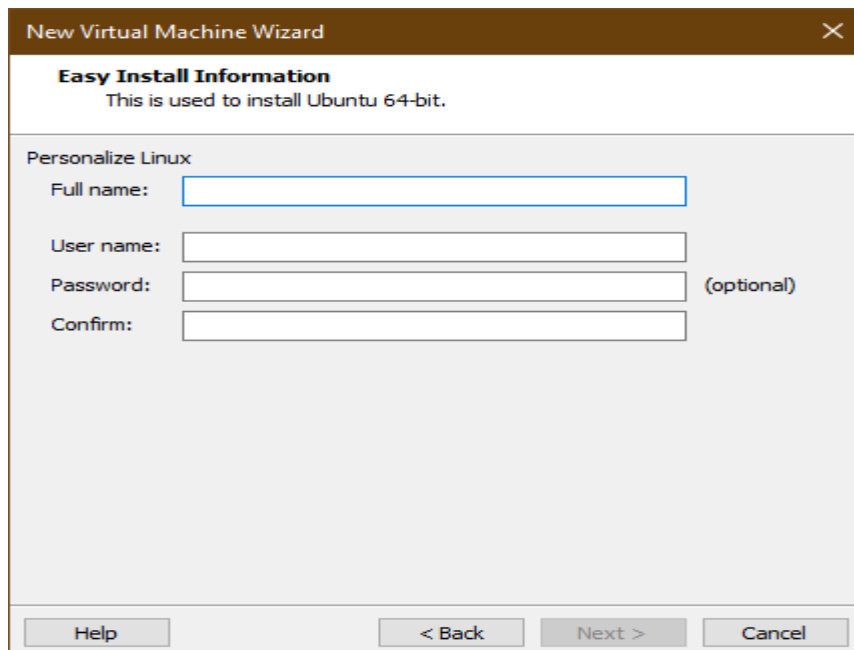 New Virtual Machine Wizard
Easy Install Information
This is used to install Ubuntu 64-bit.
Personalize Linux
Full name:
User name:
Password: (optional)
Confirm:
Help < Back Next > Cancel